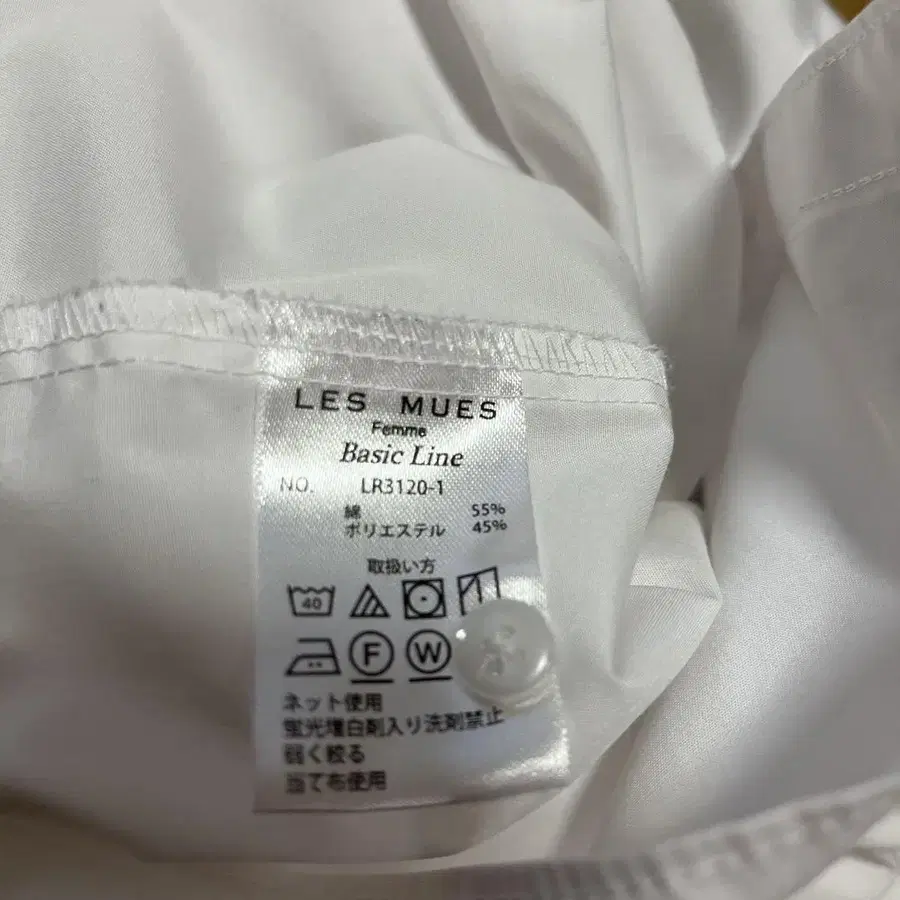 LES MUES
Femme
Basic Line
NO. LR3120-1
綿 55%
ポリエステル 45%
取扱い方
40
F W
ネット使用
蛍光増白剤入り洗剤禁止
弱く絞る
当て布使用